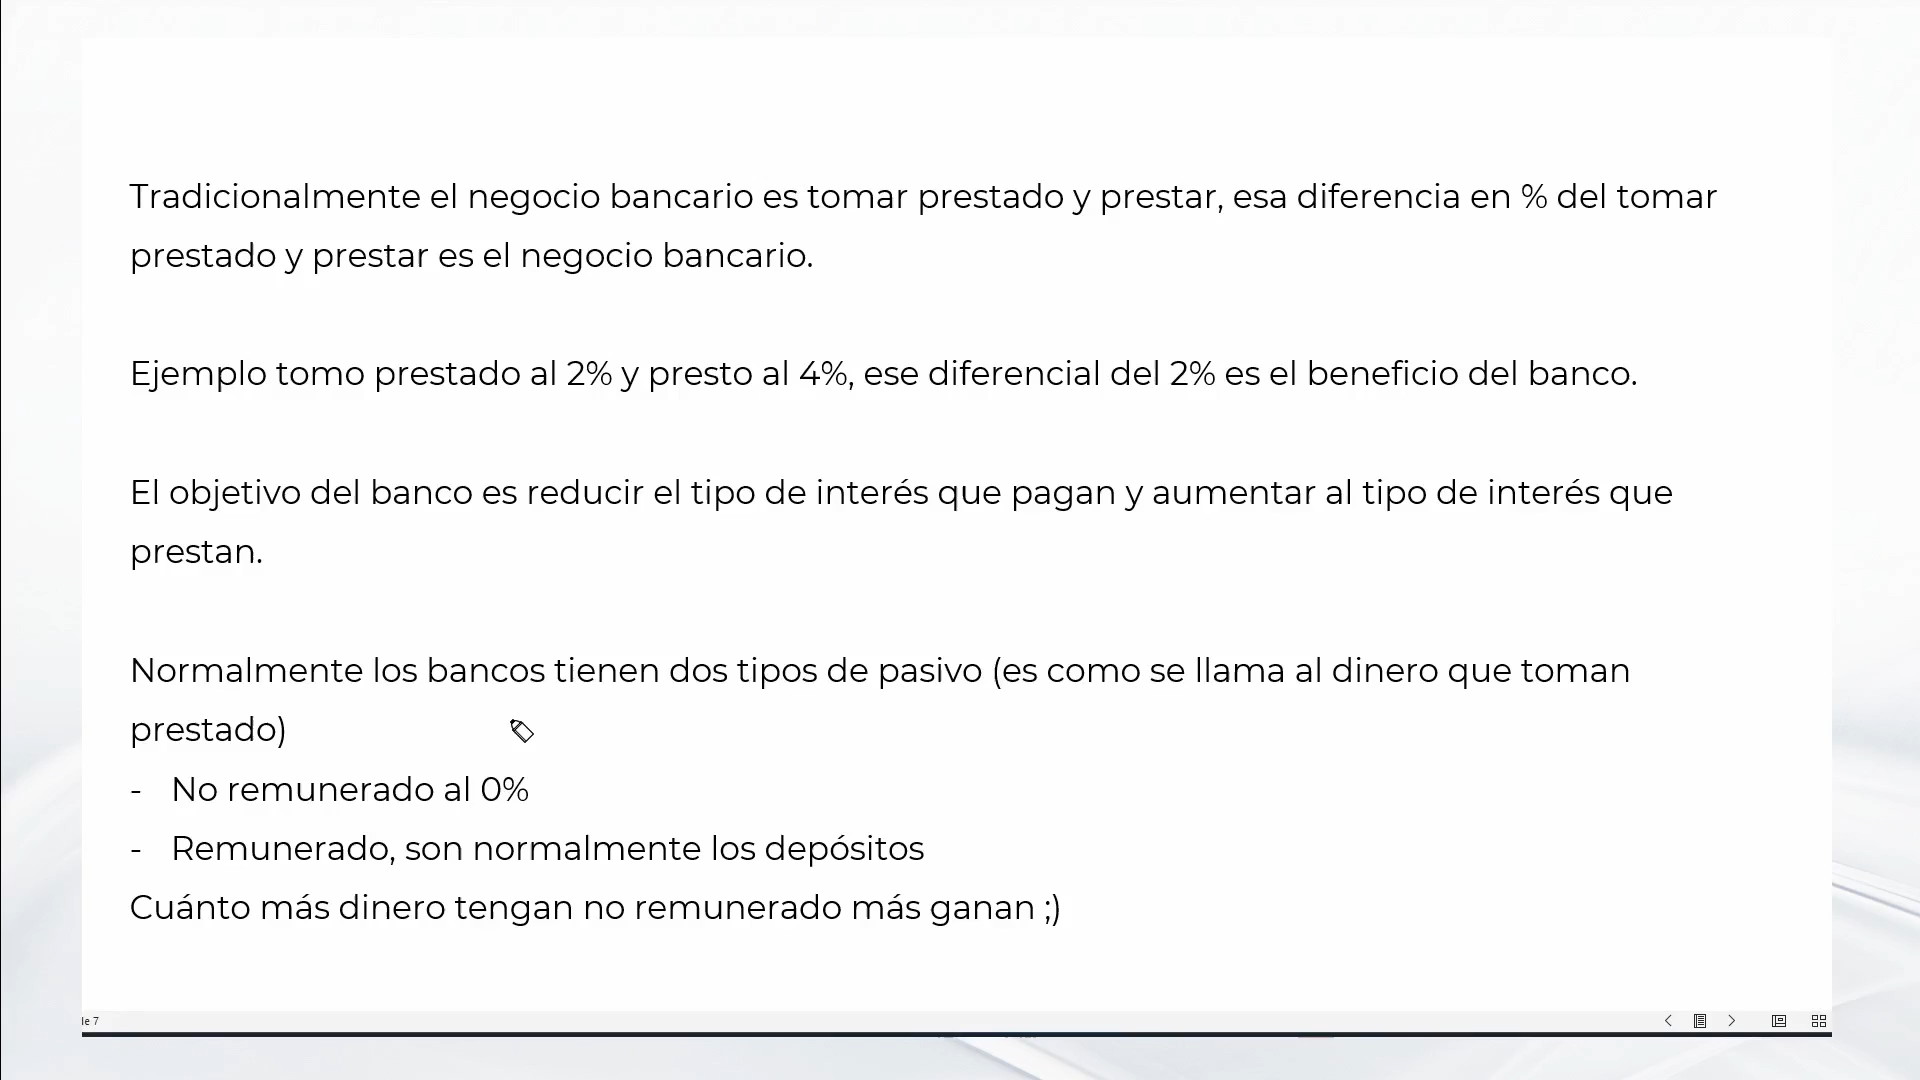 Tradicionalmente el negocio bancario es tomar prestado y prestar, esa diferencia en % del tomar
prestado y prestar es el negocio bancario.
Ejemplo tomo prestado al 2% y presto al 4%, ese diferencial del 2% es el beneficio del banco.
El objetivo del banco es reducir el tipo de interés que pagan y aumentar al tipo de interés que
prestan.
Normalmente los bancos tienen dos tipos de pasivo (es como se llama al dinero que toman
prestado)
- No remunerado al 0%
- Remunerado, son normalmente los depósitos
Cuánto más dinero tengan no remunerado más ganan ;)
le 7